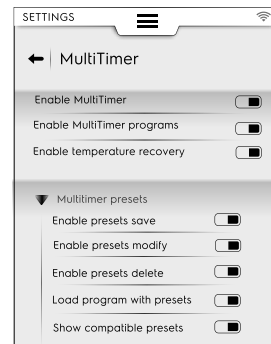 SETTINGS
MultiTimer
Enable MultiTimer
Enable MultiTimer programs
Enable temperature recovery
Multitimer presets
Enable presets save
Enable presets modify
Enable presets delete
Load program with presets
Show compatible presets